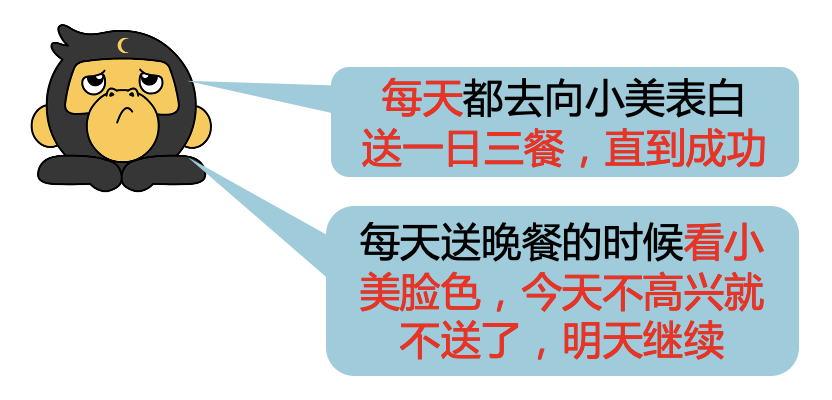 每天都去向小美表白
送一日三餐，直到成功
每天送晚餐的时候看小
美脸色，今天不高兴就
不送了，明天继续